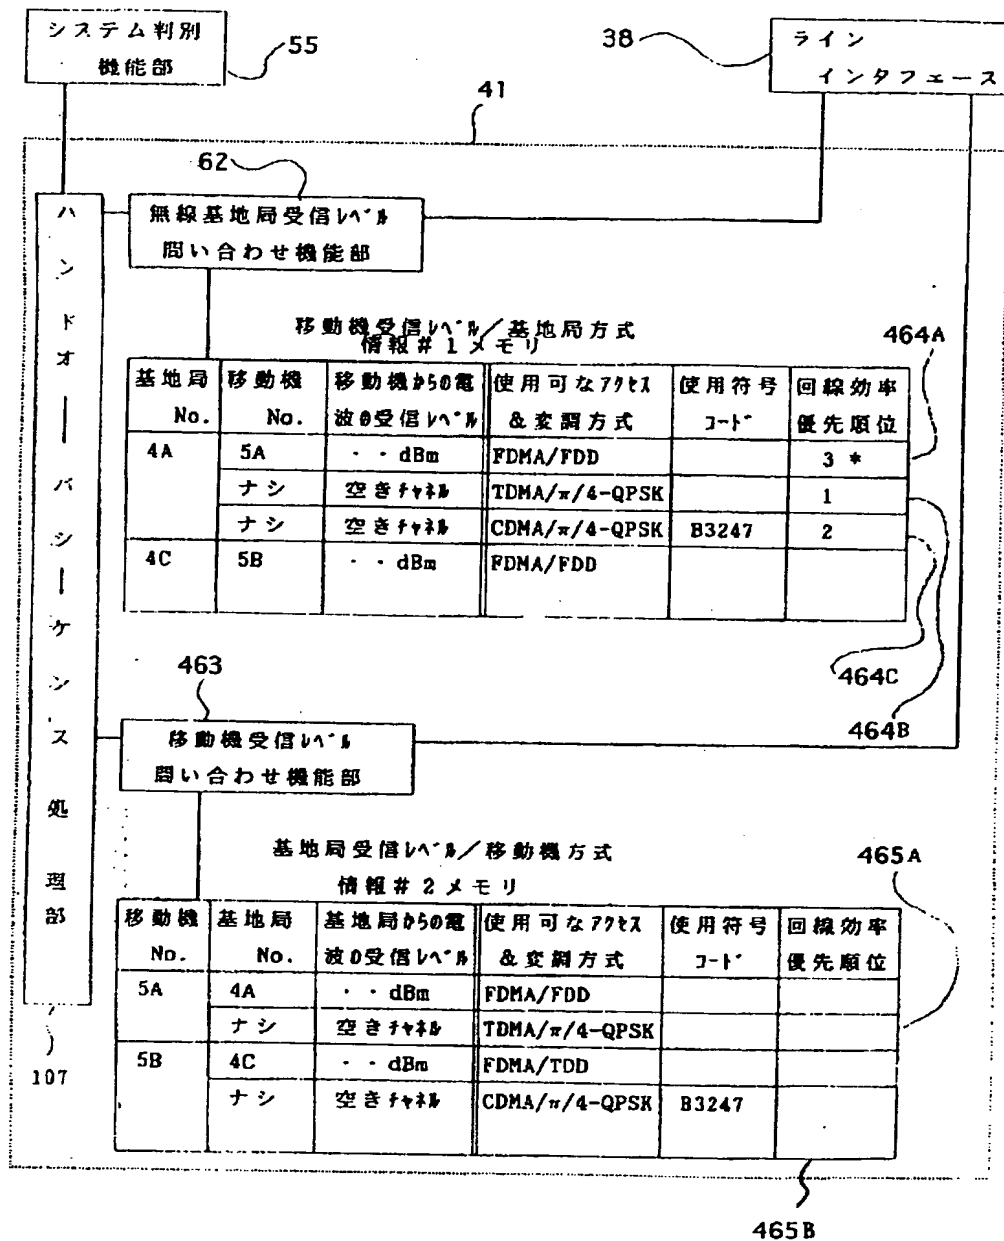 システム判別
機能部
55
38
ライン
インタフェース
41
62
無線基地局受信レベル
問い合わせ機能部
ハンドオーバシーケンス処理部
移動機受信レベル/基地局方式
情報#1メモリ
464A
基地局 移動機 移動機からの電 使用可なアクセス 使用符号 回線効率
No. No. 波の受信レベル &変調方式 コード 優先順位
4A 5A ・・dBm FDMA/FDD 3 *
ナシ 空きチャネル TDMA/π/4-QPSK 1
ナシ 空きチャネル CDMA/π/4-QPSK B3247 2
4C 5B ・・dBm FDMA/FDD
464C
464B
463
移動機受信レベル
問い合わせ機能部
基地局受信レベル/移動機方式
情報#2メモリ
465A
移動機 基地局 基地局からの電 使用可なアクセス 使用符号 回線効率
No. No. 波の受信レベル &変調方式 コード 優先順位
5A 4A ・・dBm FDMA/FDD
ナシ 空きチャネル TDMA/π/4-QPSK
5B 4C ・・dBm FDMA/TDD
ナシ 空きチャネル CDMA/π/4-QPSK B3247
107
465B